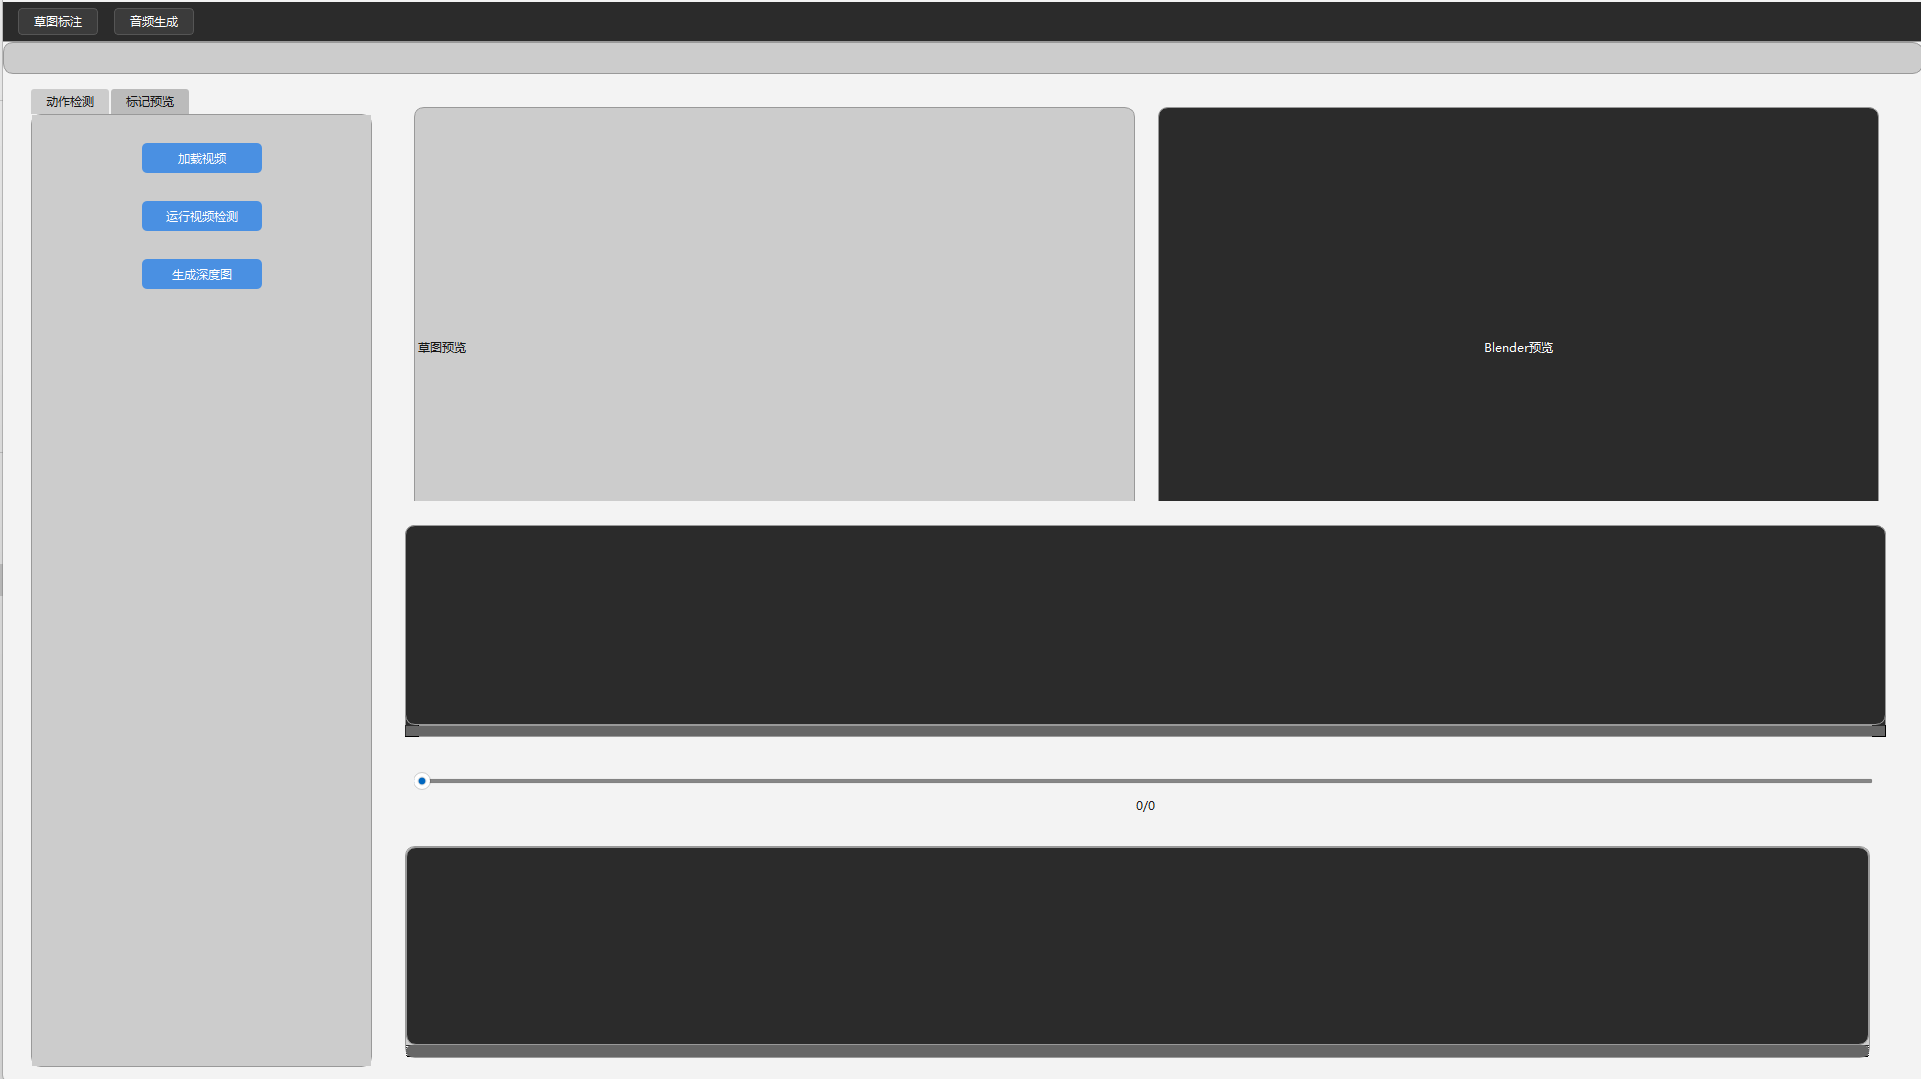 草图标注
音频生成
动作检测
标记预览
加载视频
运行视频检测
生成深度图
草图预览
Blender预览
0/0